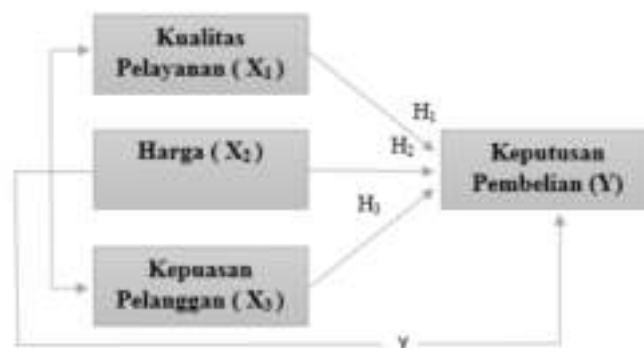 Kualitas
Pelayanan ( X₁ )
H₁
Harga ( X₂ )
H₂
Keputusan
Pembelian (Y)
H₃
Kepuasan
Pelanggan ( X₃ )
Y